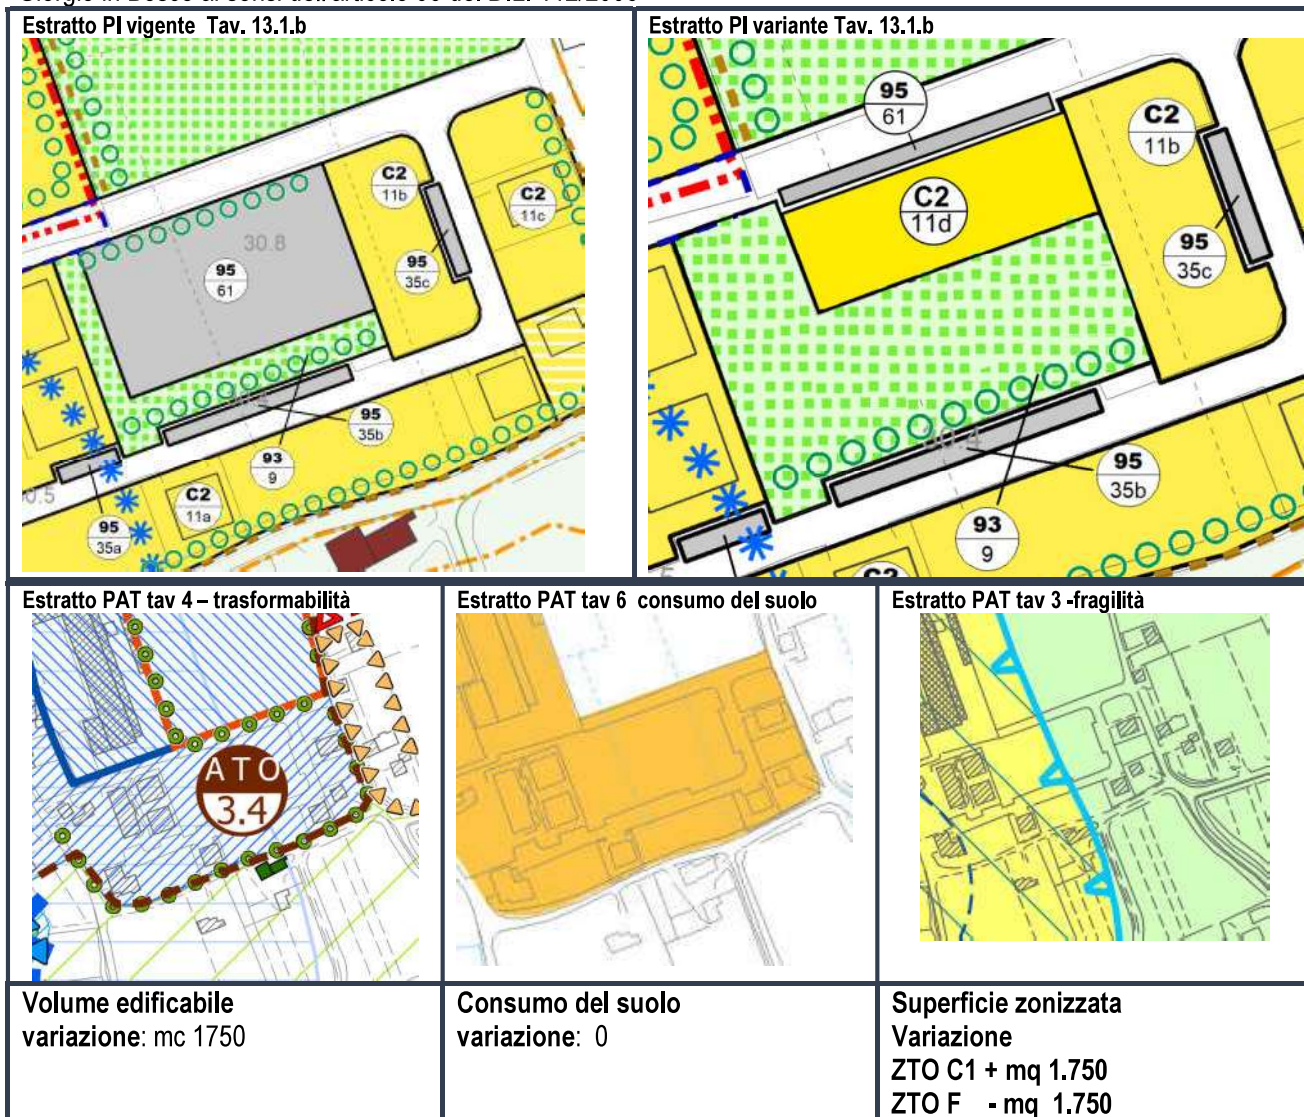 Estratto PI vigente Tav. 13.1.b
30.8
95
61
C2
11b
C2
11c
95
35c
95
35b
93
9
C2
11a
95
35a
Estratto PI variante Tav. 13.1.b
95
61
C2
11b
C2
11d
95
35c
30.4
95
35b
93
9
C2
Estratto PAT tav 4 – trasformabilità
ATO
3.4
Estratto PAT tav 6 consumo del suolo
Estratto PAT tav 3 -fragilità
Volume edificabile
variazione: mc 1750
Consumo del suolo
variazione: 0
Superficie zonizzata
Variazione
ZTO C1 + mq 1.750
ZTO F - mq 1.750